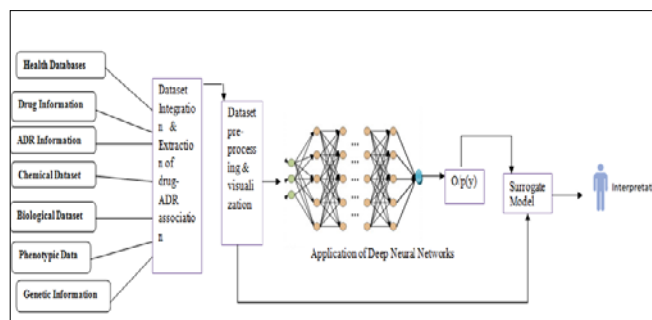 Health Databases
Drug Information
ADR Information
Chemical Dataset
Biological Dataset
Phenotypic Data
Genetic Information
Dataset
Integratio
n &
Extractio
n of
drug-
ADR
associatio
n
Dataset
pre-
process
ing &
visuali
zation
...
...
...
...
Application of Deep Neural Networks
O/p(y)
Surrogate
Model
Interpretat